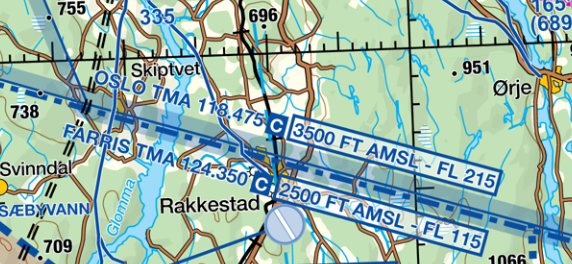 755
335
696
165
(689
Skiptvet
951
Ørje
OSLO TMA 118.475 C 3500 FT AMSL - FL 215
738
FARRIS TMA 124.350 C 2500 FT AMSL - FL 115
Svinndal
SÆBYVANN
Glomma
Rakkestad
709
1066